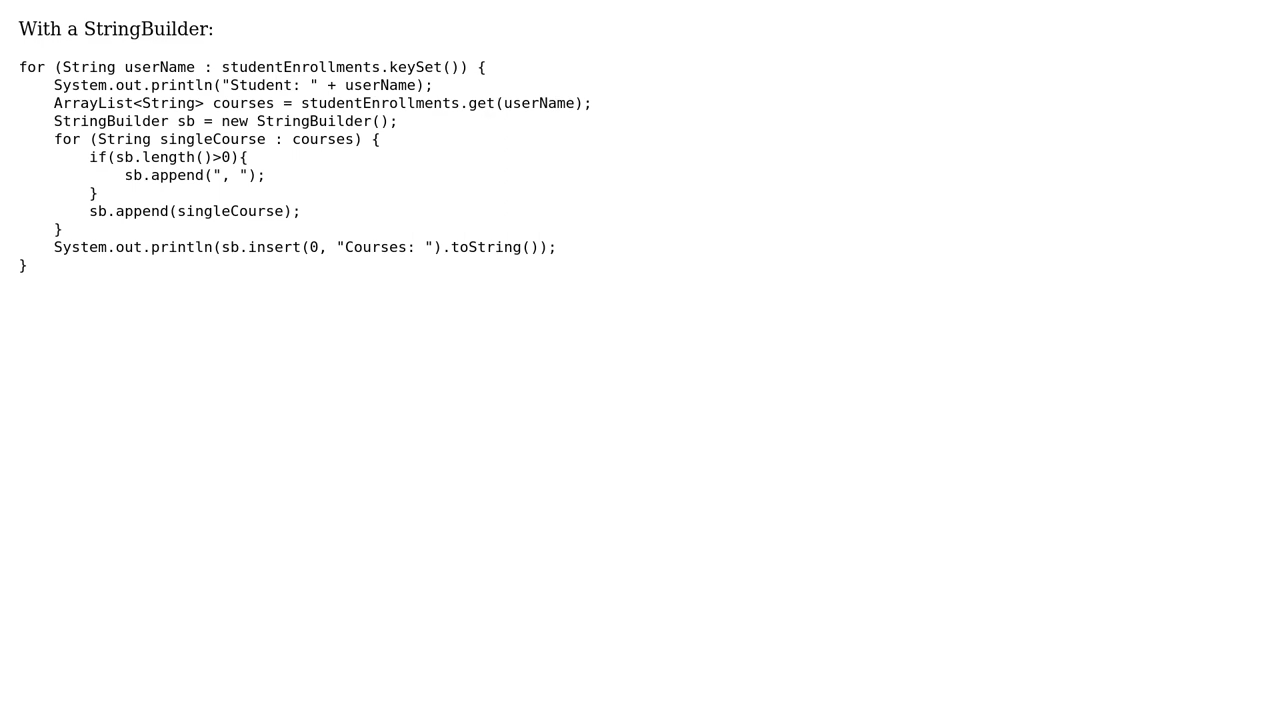 With a StringBuilder:
for (String userName : studentEnrollments.keySet()) {
    System.out.println("Student: " + userName);
    ArrayList<String> courses = studentEnrollments.get(userName);
    StringBuilder sb = new StringBuilder();
    for (String singleCourse : courses) {
        if(sb.length()>0){
            sb.append(", ");
        }
        sb.append(singleCourse);
    }
    System.out.println(sb.insert(0, "Courses: ").toString());
}